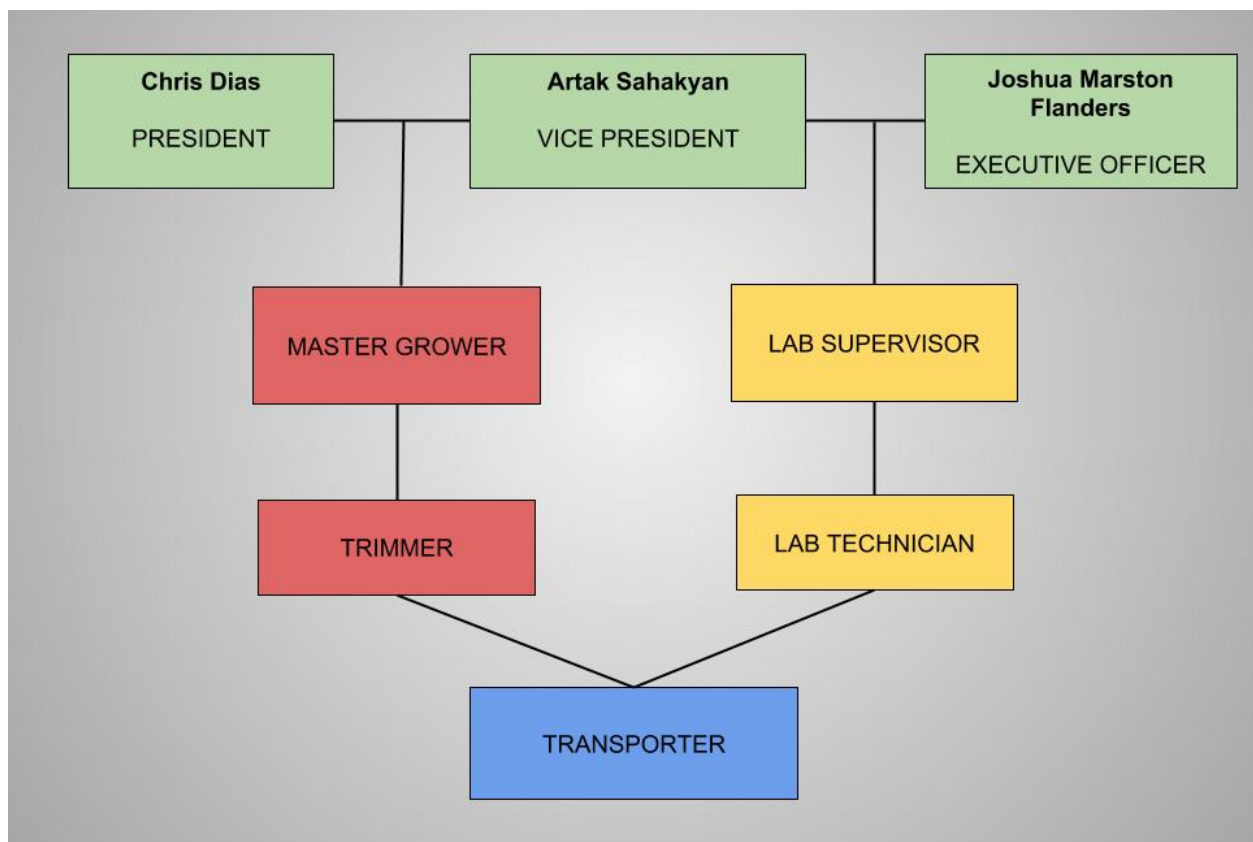 Chris Dias
PRESIDENT
Artak Sahakyan
VICE PRESIDENT
Joshua Marston
Flanders
EXECUTIVE OFFICER
MASTER GROWER
LAB SUPERVISOR
TRIMMER
LAB TECHNICIAN
TRANSPORTER